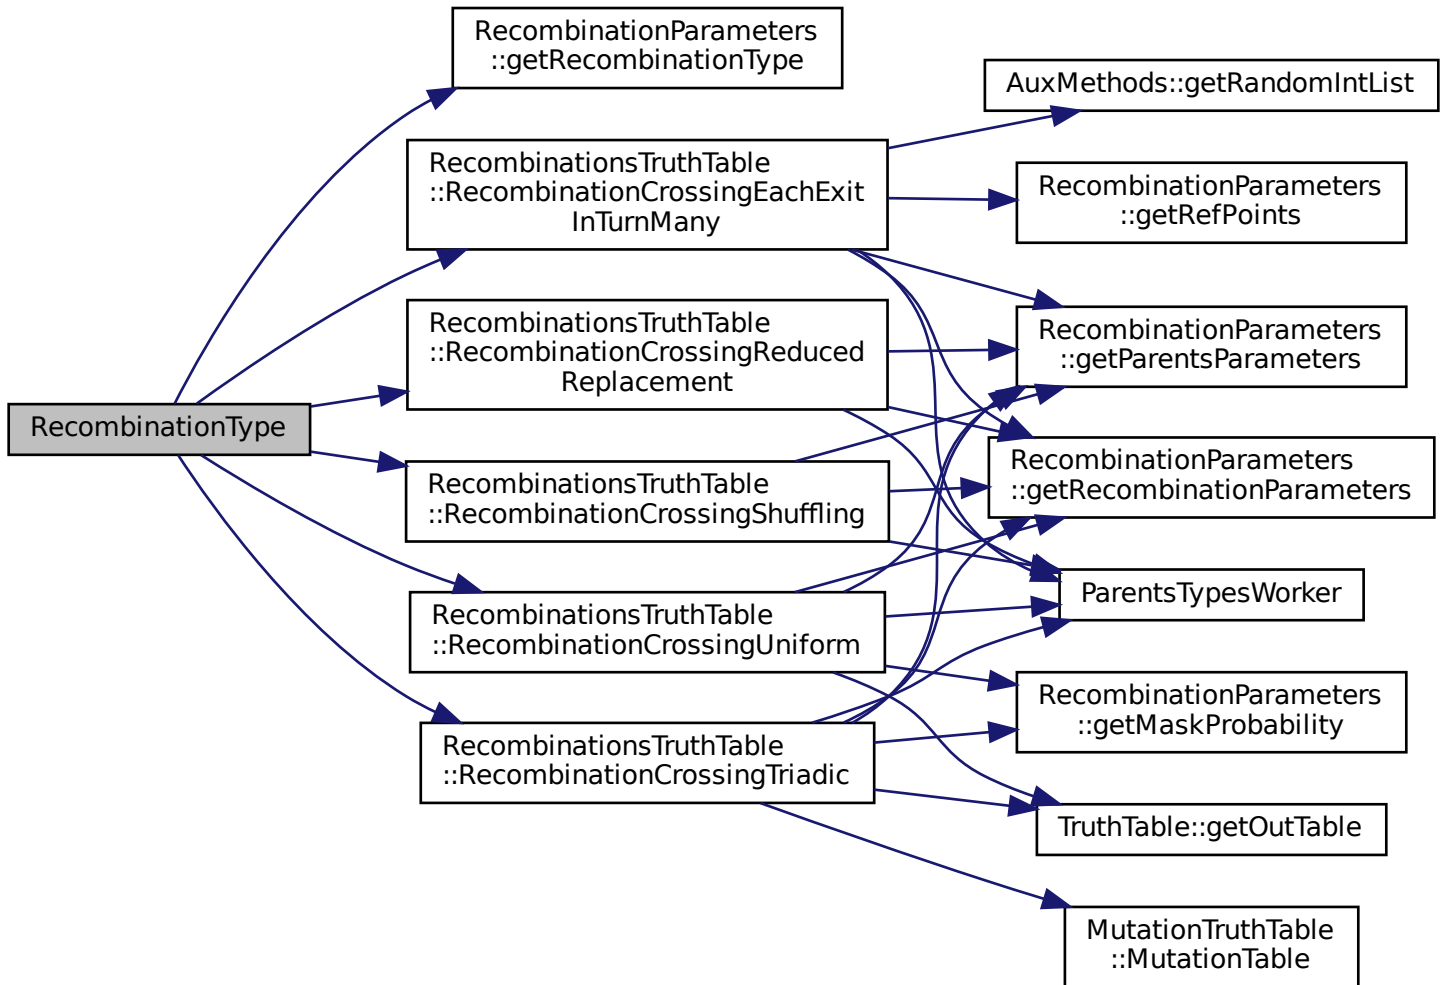 RecombinationParameters
::getRecombinationType
AuxMethods::getRandomIntList
RecombinationsTruthTable
::RecombinationCrossingEachExit
InTurnMany
RecombinationParameters
::getRefPoints
RecombinationsTruthTable
::RecombinationCrossingReduced
Replacement
RecombinationParameters
::getParentsParameters
RecombinationType
RecombinationParameters
::getRecombinationParameters
RecombinationsTruthTable
::RecombinationCrossingShuffling
ParentsTypesWorker
RecombinationsTruthTable
::RecombinationCrossingUniform
RecombinationParameters
::getMaskProbability
RecombinationsTruthTable
::RecombinationCrossingTriadic
TruthTable::getOutTable
MutationTruthTable
::MutationTable